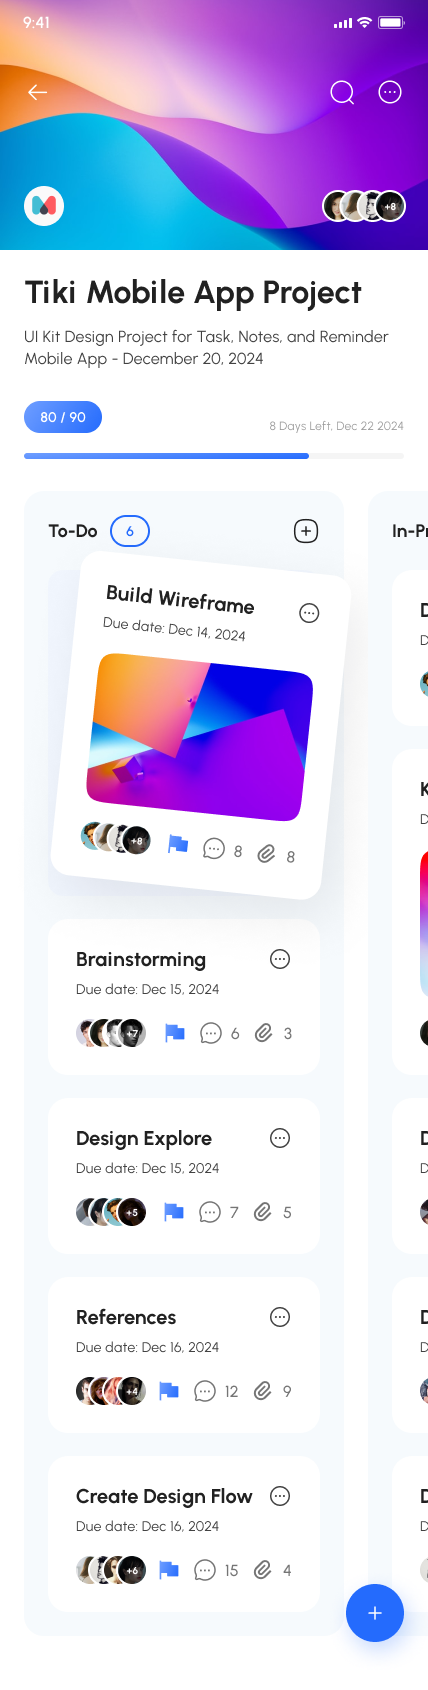 9:41
+8
Tiki Mobile App Project
UI Kit Design Project for Task, Notes, and Reminder
Mobile App - December 20, 2024
80 / 90
8 Days Left, Dec 22 2024
To-Do 6
In-Pr
Build Wireframe
Due date: Dec 14, 2024
+8 8 8
Brainstorming
Due date: Dec 15, 2024
+7 6 3
Design Explore
Due date: Dec 15, 2024
+5 7 5
References
Due date: Dec 16, 2024
+4 12 9
Create Design Flow
Due date: Dec 16, 2024
+6 15 4